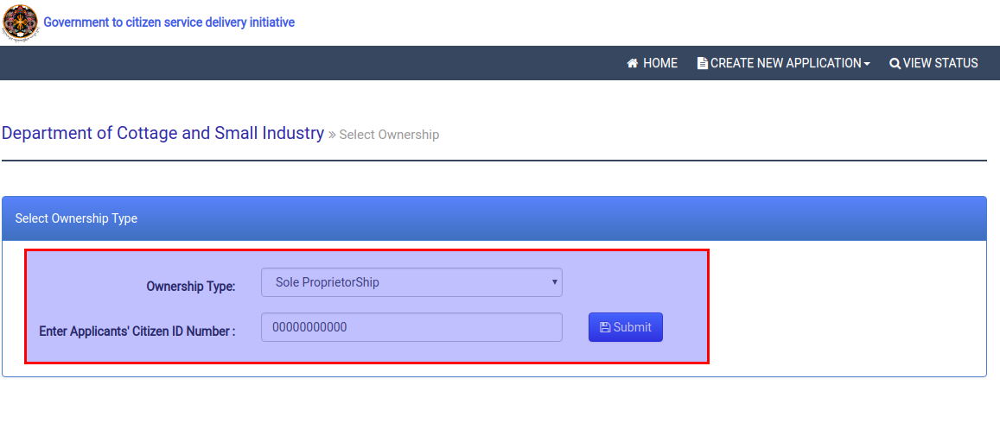 Government to citizen service delivery initiative
HOME CREATE NEW APPLICATION VIEW STATUS
Department of Cottage and Small Industry » Select Ownership
Select Ownership Type
Ownership Type: Sole ProprietorShip
Enter Applicants' Citizen ID Number : 00000000000 Submit